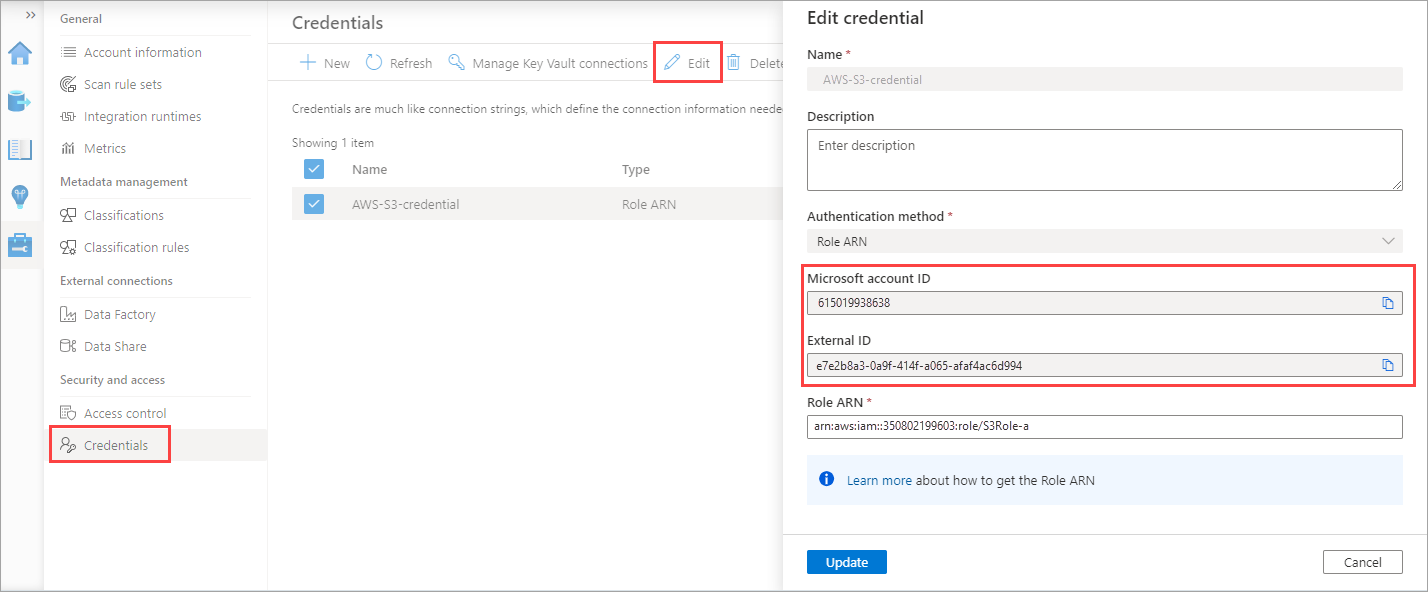 General
Account information
Scan rule sets
Integration runtimes
Metrics
Metadata management
Classifications
Classification rules
External connections
Data Factory
Data Share
Security and access
Access control
Credentials
Credentials
New Refresh Manage Key Vault connections Edit Delete
Credentials are much like connection strings, which define the connection information neede
Showing 1 item
Name Type
AWS-S3-credential Role ARN
Edit credential
Name *
AWS-S3-credential
Description
Enter description
Authentication method *
Role ARN
Microsoft account ID
615019938638
External ID
e7e2b8a3-0a9f-414f-a065-afaf4ac6d994
Role ARN *
arn:aws:iam::350802199603:role/S3Role-a
Learn more about how to get the Role ARN
Update Cancel